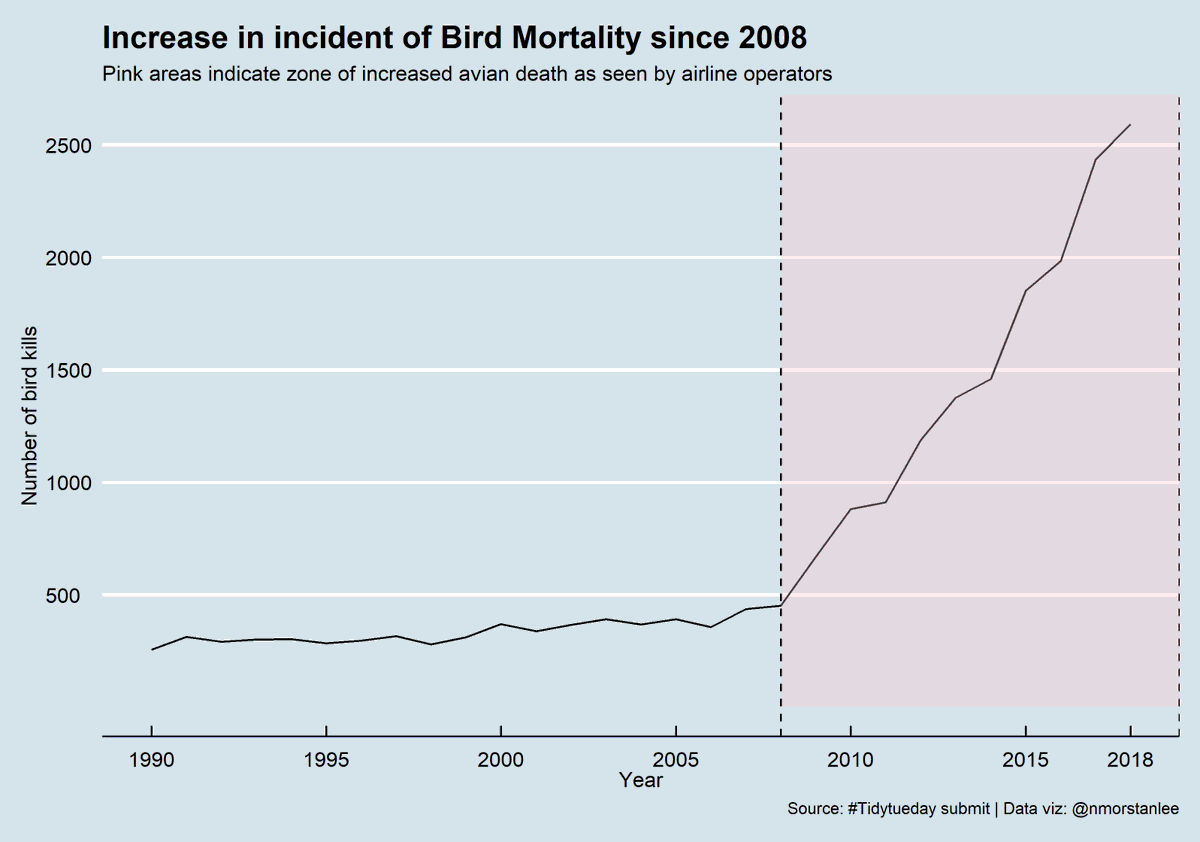 Increase in incident of Bird Mortality since 2008
Pink areas indicate zone of increased avian death as seen by airline operators
2500
2000
1500
1000
500
Number of bird kills
1990 1995 2000 2005 2010 2015 2018
Year
Source: #Tidytueday submit | Data viz: @nmorstanlee